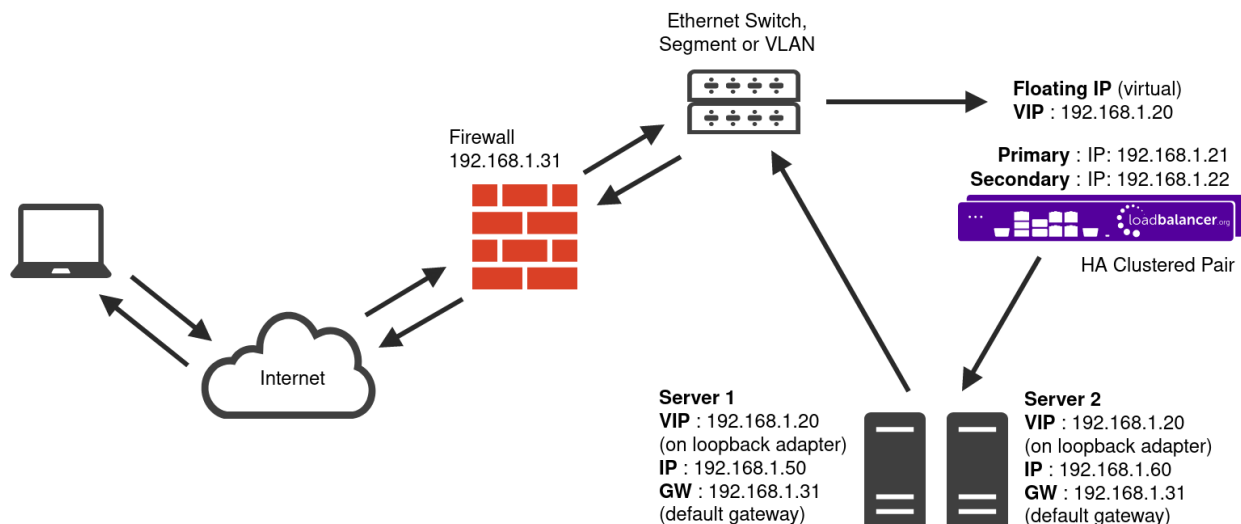 Ethernet Switch,
Segment or VLAN
Floating IP (virtual)
VIP : 192.168.1.20
Firewall
192.168.1.31
Primary : IP: 192.168.1.21
Secondary : IP: 192.168.1.22
loadbalancer.org
HA Clustered Pair
Internet
Server 1
VIP : 192.168.1.20
(on loopback adapter)
IP : 192.168.1.50
GW : 192.168.1.31
(default gateway)
Server 2
VIP : 192.168.1.20
(on loopback adapter)
IP : 192.168.1.60
GW : 192.168.1.31
(default gateway)